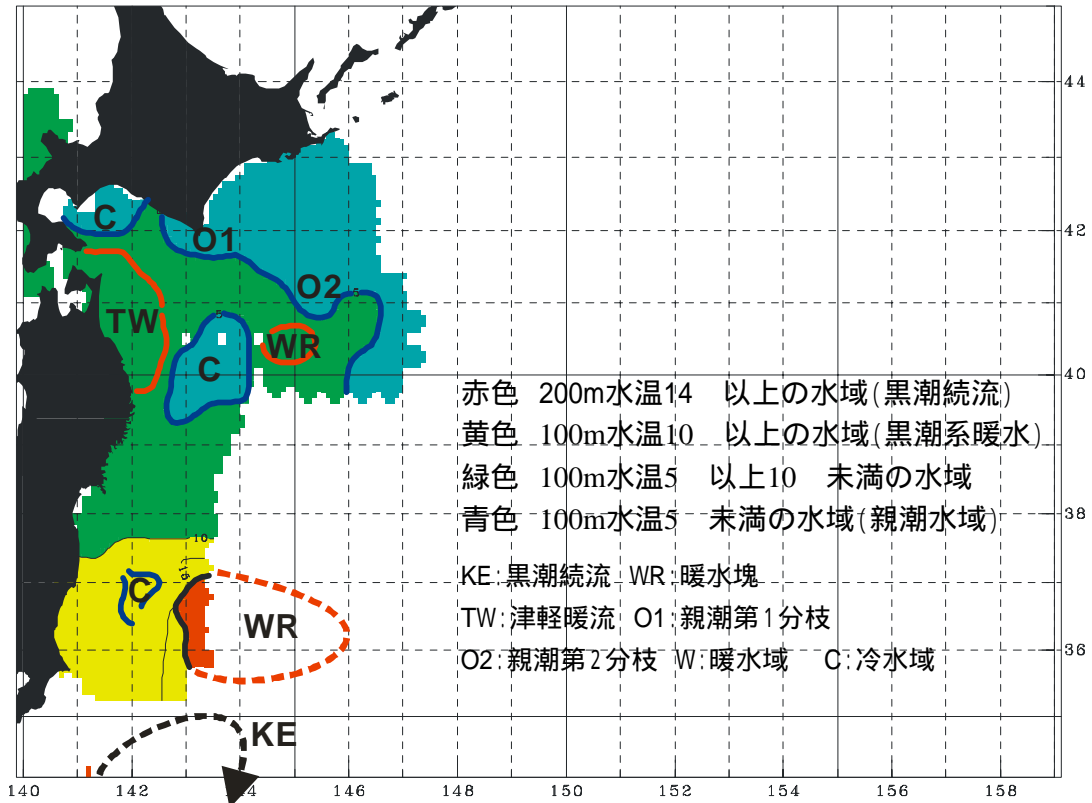 44
C
O1
42
O2
5
TW
5
WR
C
40
赤色 200m水温14 以上の水域(黒潮続流)
黄色 100m水温10 以上の水域(黒潮系暖水)
緑色 100m水温5 以上10 未満の水域
青色 100m水温5 未満の水域(親潮水域)
38
10
15
KE:黒潮続流 WR:暖水塊
C
TW:津軽暖流 O1:親潮第1分枝
WR
O2:親潮第2分枝 W:暖水域 C:冷水域
36
KE
140 142 144 146 148 150 152 154 156 158